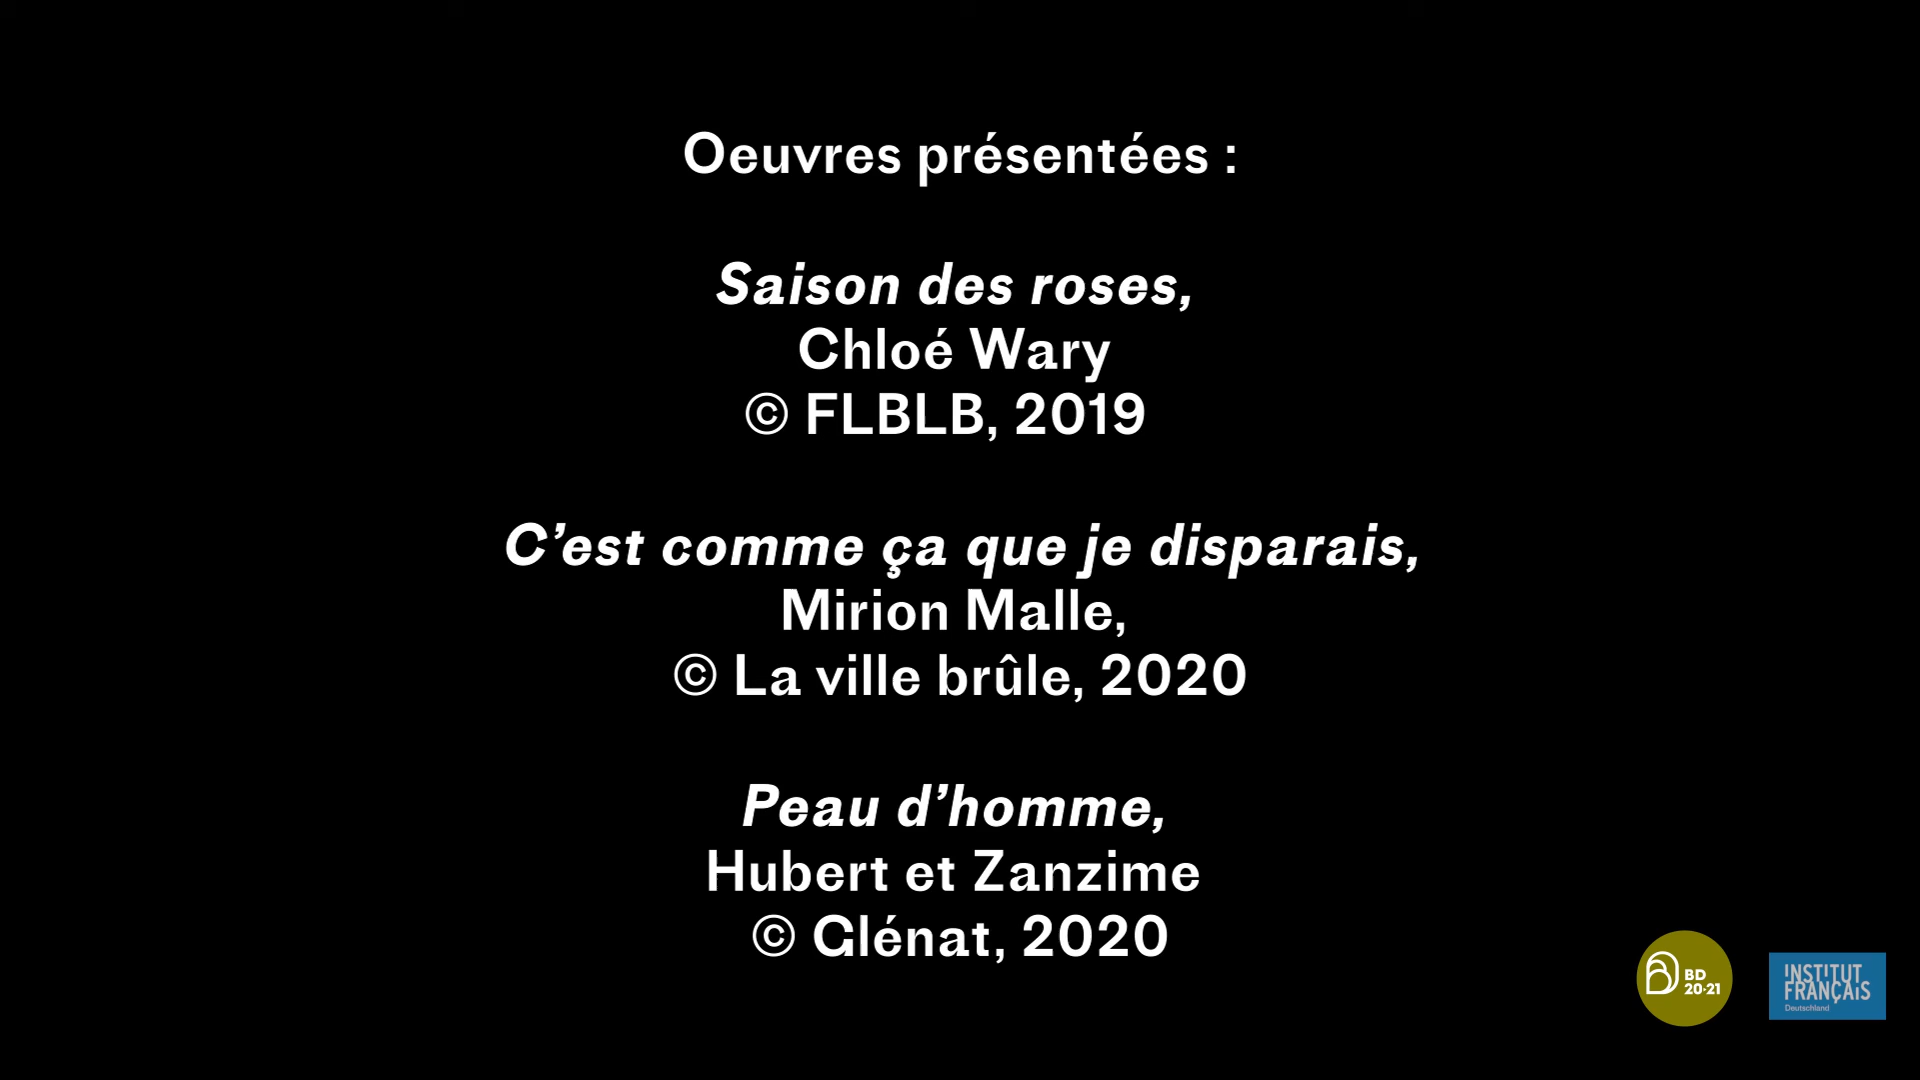 Oeuvres présentées :
Saison des roses,
Chloé Wary
© FLBLB, 2019
C’est comme ça que je disparais,
Mirion Malle,
© La ville brûle, 2020
Peau d’homme,
Hubert et Zanzime
© Glénat, 2020
BD
20·21
INSTITUT
FRANÇAIS
Deutschland